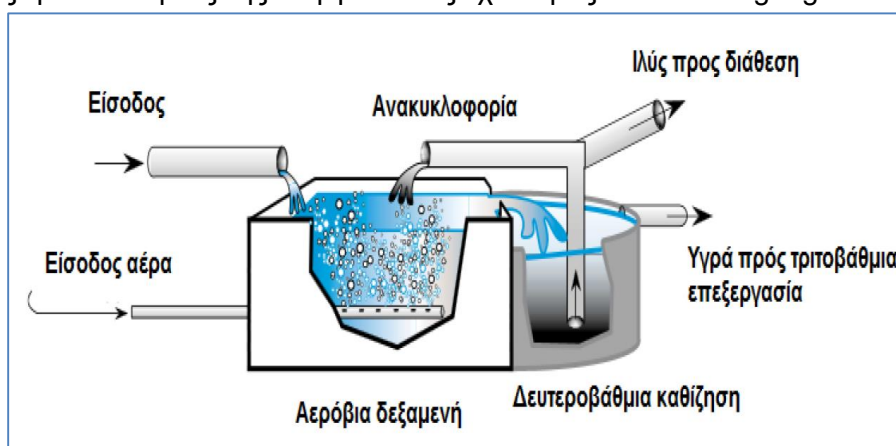 Ιλύς προς διάθεση
Είσοδος
Ανακυκλοφορία
Είσοδος αέρα
Υγρά πρός τριτοβάθμια
επεξεργασία
Αερόβια δεξαμενή
Δευτεροβάθμια καθίζηση